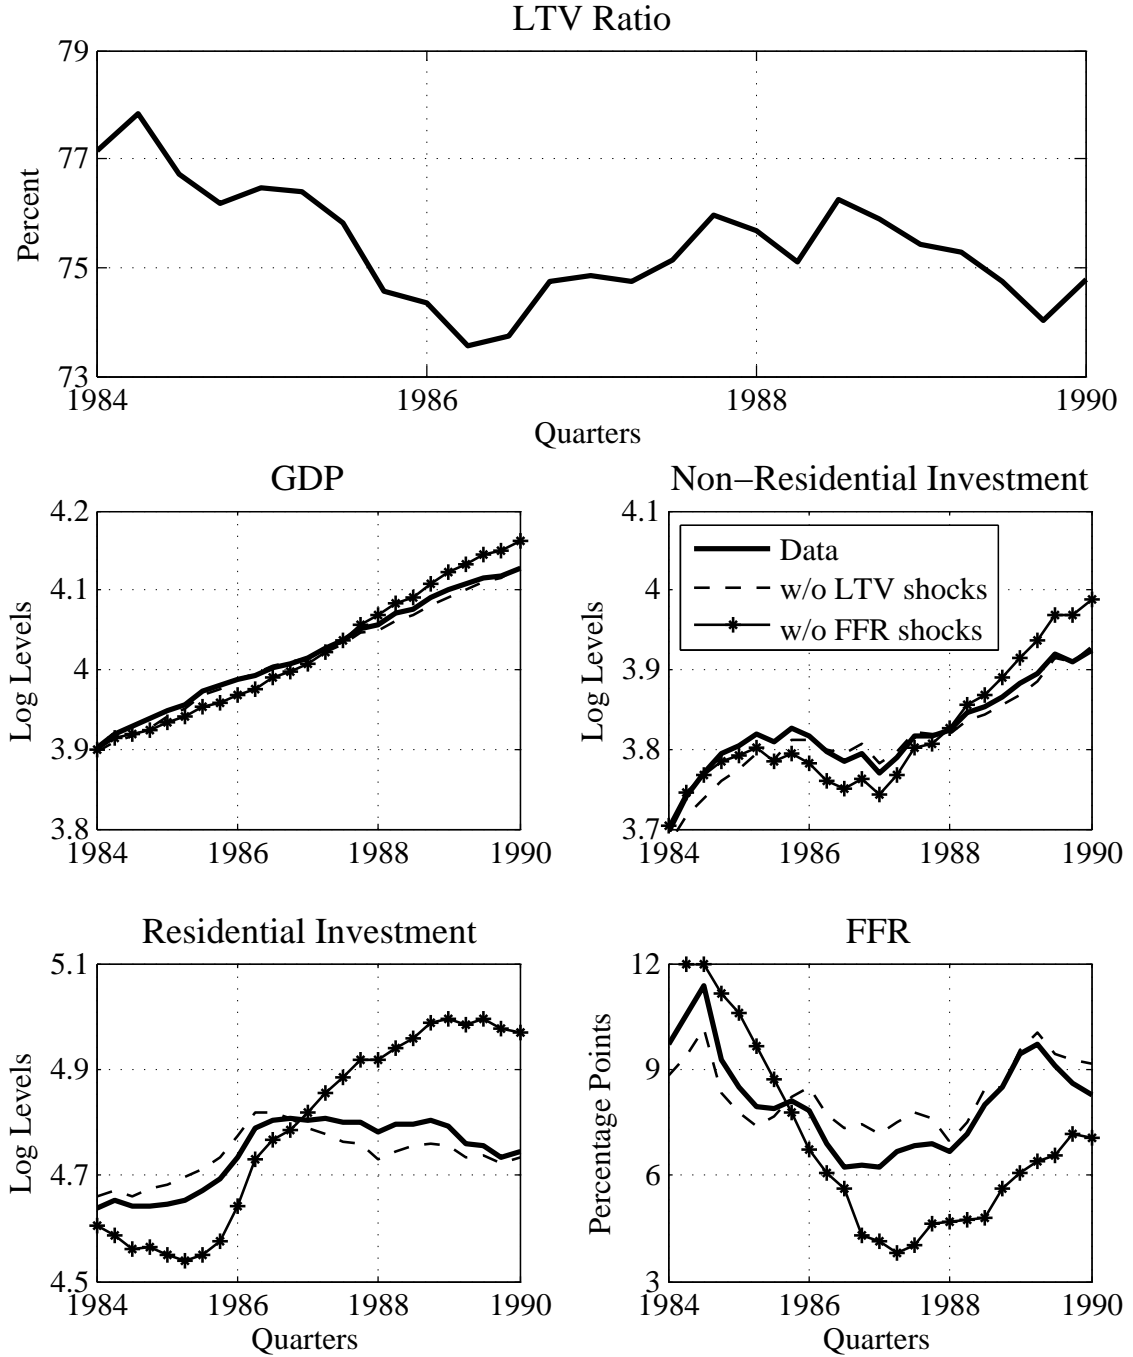 LTV Ratio
79
77
75
73
Percent
1984 1986 1988 1990
Quarters
GDP
4.2
4.1
4
3.9
3.8
Log Levels
1984 1986 1988 1990
Non−Residential Investment
4.1
4
3.9
3.8
3.7
Log Levels
Data
w/o LTV shocks
w/o FFR shocks
1984 1986 1988 1990
Residential Investment
5.1
4.9
4.7
4.5
Log Levels
1984 1986 1988 1990
Quarters
FFR
12
9
6
3
Percentage Points
1984 1986 1988 1990
Quarters